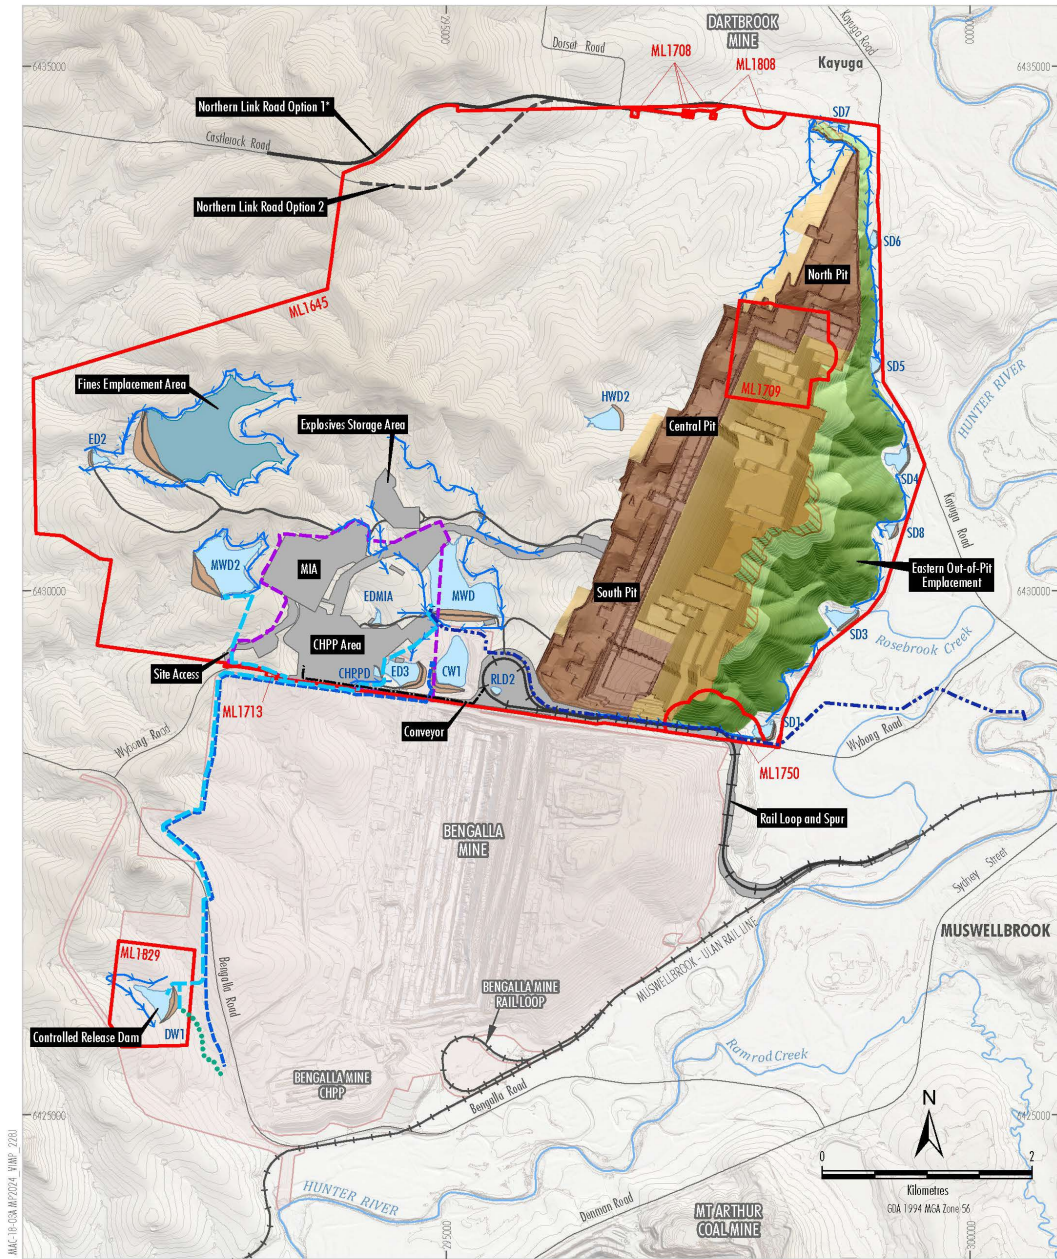 295000
300000
DARTBROOK
MINE
Kayuga Road
Dorset Road
ML1708
ML1808
Kayuga
6435000
6435000
Northern Link Road Option 1*
SD7
Castlerock Road
Northern Link Road Option 2
SD6
North Pit
ML1645
SD5
HUNTER RIVER
Fines Emplacement Area
ML1709
HWD2
Explosives Storage Area
Central Pit
ED2
SD4
Kayuga Road
SD8
MWD2
MIA
Eastern Out-of-Pit
Emplacement
6430000
6430000
EDMIA
MWD
South Pit
SD3
Rosebrook Creek
CHPP Area
Site Access
CHPPD
ED3
CW1
RLD2
ML1713
Conveyor
SD1
Wybong Road
Wybong Road
ML1750
Rail Loop and Spur
BENGALLA
MINE
Sydney Street
MUSWELLBROOK
ML1829
Bengalla Road
MUSWELLBROOK - ULAN RAIL LINE
BENGALLA MINE
RAIL LOOP
Controlled Release Dam
DW1
Ramrod Creek
BENGALLA MINE
CHPP
Bengalla Road
6425000
6425000
N
0
2
Kilometres
GDA 1994 MGA Zone 56
HUNTER RIVER
Denman Road
MT ARTHUR
COAL MINE
295000
300000